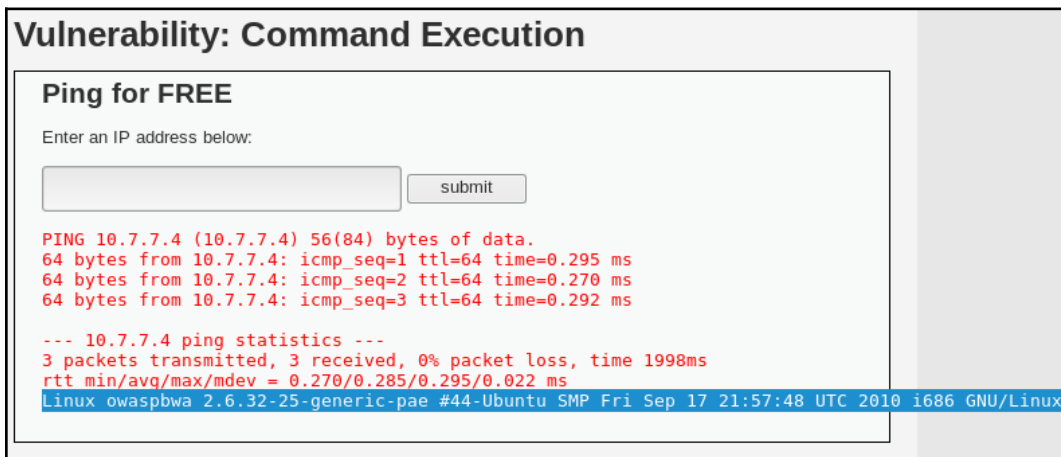 Vulnerability: Command Execution
Ping for FREE
Enter an IP address below:
submit
PING 10.7.7.4 (10.7.7.4) 56(84) bytes of data.
64 bytes from 10.7.7.4: icmp_seq=1 ttl=64 time=0.295 ms
64 bytes from 10.7.7.4: icmp_seq=2 ttl=64 time=0.270 ms
64 bytes from 10.7.7.4: icmp_seq=3 ttl=64 time=0.292 ms
--- 10.7.7.4 ping statistics ---
3 packets transmitted, 3 received, 0% packet loss, time 1998ms
rtt min/avg/max/mdev = 0.270/0.285/0.295/0.022 ms
Linux owaspbwa 2.6.32-25-generic-pae #44-Ubuntu SMP Fri Sep 17 21:57:48 UTC 2010 i686 GNU/Linux